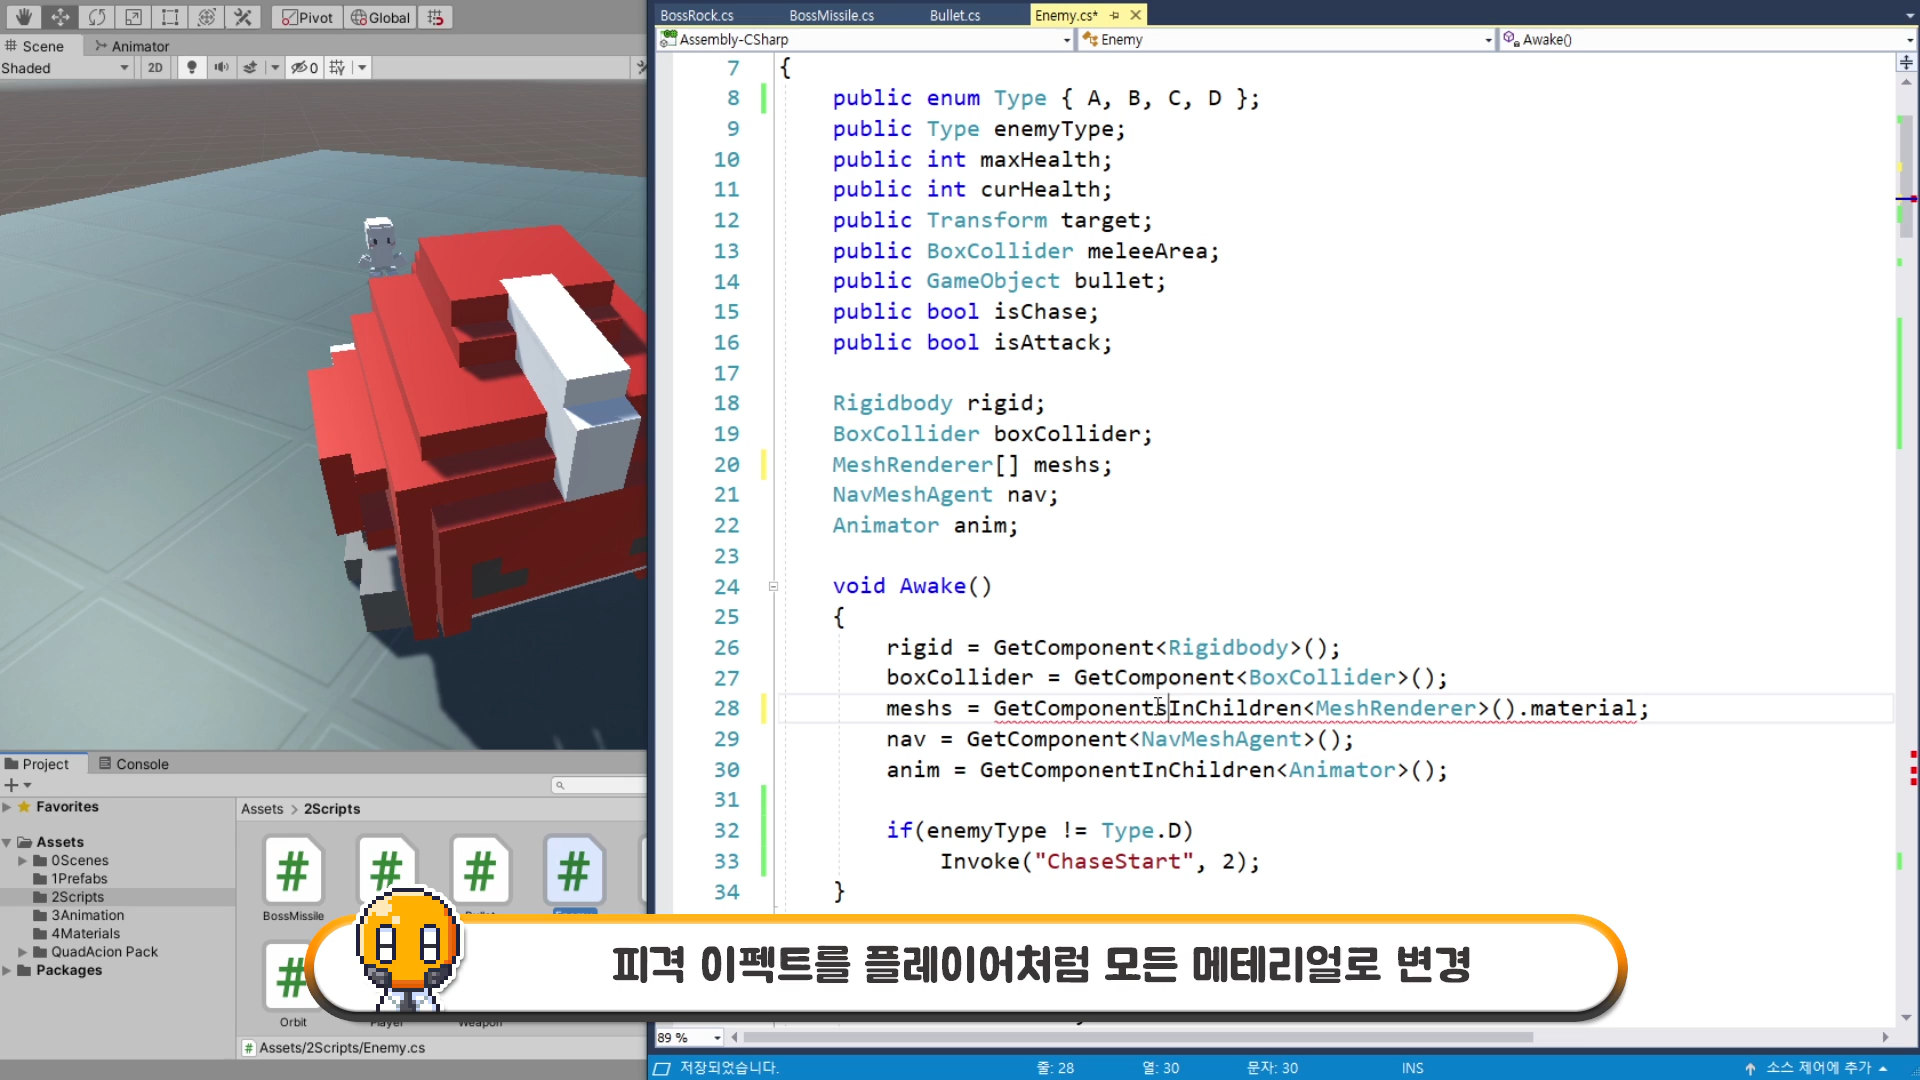 Pivot
Global
Scene
Animator
Shaded
2D
0
BossRock.cs
BossMissile.cs
Bullet.cs
Enemy.cs*
Assembly-CSharp
Enemy
Awake()
7 {
8 public enum Type { A, B, C, D };
9 public Type enemyType;
10 public int maxHealth;
11 public int curHealth;
12 public Transform target;
13 public BoxCollider meleeArea;
14 public GameObject bullet;
15 public bool isChase;
16 public bool isAttack;
17
18 Rigidbody rigid;
19 BoxCollider boxCollider;
20 MeshRenderer[] meshs;
21 NavMeshAgent nav;
22 Animator anim;
23
24 void Awake()
25 {
26 rigid = GetComponent<Rigidbody>();
27 boxCollider = GetComponent<BoxCollider>();
28 meshs = GetComponentsInChildren<MeshRenderer>().material;
29 nav = GetComponent<NavMeshAgent>();
30 anim = GetComponentInChildren<Animator>();
31
32 if(enemyType != Type.D)
33 Invoke("ChaseStart", 2);
34 }
Project
Console
Favorites
Assets
0Scenes
1Prefabs
2Scripts
3Animation
4Materials
QuadAcion Pack
Packages
Assets > 2Scripts
BossMissile
Orbit
Player
Weapon
Assets/2Scripts/Enemy.cs
피격 이펙트를 플레이어처럼 모든 메테리얼로 변경
89 %
저장되었습니다.
줄: 28
열: 30
문자: 30
INS
소스 제어에 추가